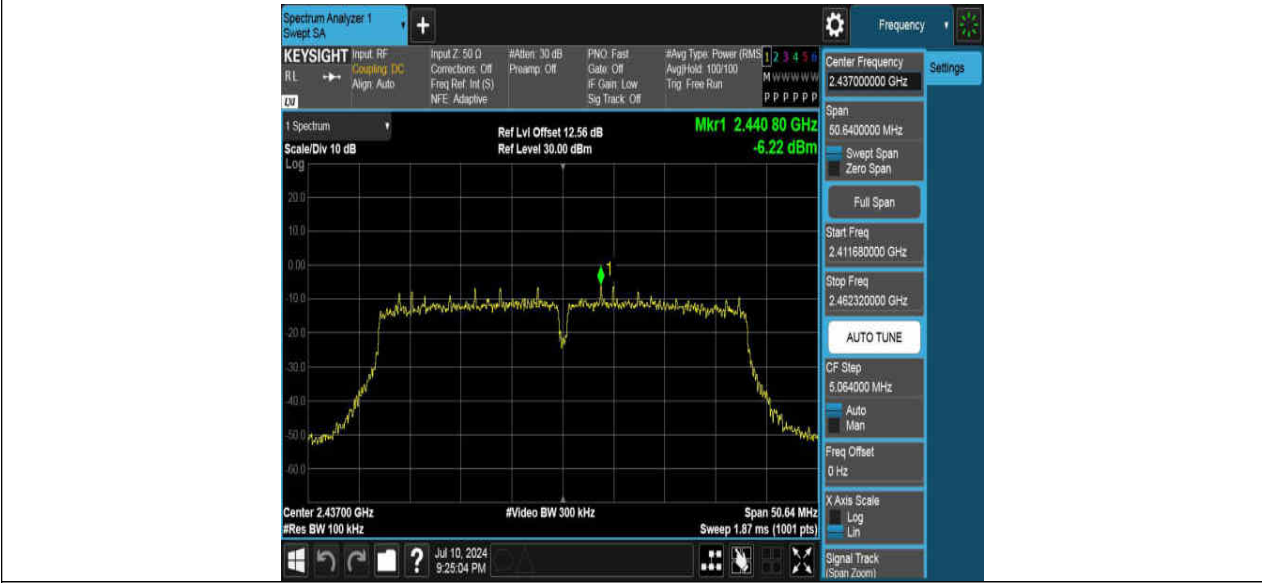 Spectrum Analyzer 1
Swept SA
+
Frequency
KEYSIGHT
RL
LXI
Input: RF
Coupling: DC
Align: Auto
Input Z: 50 Ω
Corrections: Off
Freq Ref: Int (S)
NFE: Adaptive
#Atten: 30 dB
Preamp: Off
PNO: Fast
Gate: Off
IF Gain: Low
Sig Track: Off
#Avg Type: Power (RMS
Avg|Hold: 100/100
Trig: Free Run
1 2 3 4 5 6
M W W W W W
P P P P P P
Center Frequency
2.437000000 GHz
Settings
1 Spectrum
Scale/Div 10 dB
Ref Lvl Offset 12.56 dB
Ref Level 30.00 dBm
Mkr1 2.440 80 GHz
-6.22 dBm
Log
20.0
10.0
0.00
-10.0
-20.0
-30.0
-40.0
-50.0
-60.0
1
Span
50.6400000 MHz
Swept Span
Zero Span
Full Span
Start Freq
2.411680000 GHz
Stop Freq
2.462320000 GHz
AUTO TUNE
CF Step
5.064000 MHz
Auto
Man
Freq Offset
0 Hz
X Axis Scale
Log
Lin
Signal Track
(Span Zoom)
Center 2.43700 GHz
#Res BW 100 kHz
#Video BW 300 kHz
Span 50.64 MHz
Sweep 1.87 ms (1001 pts)
?
Jul 10, 2024
9:25:04 PM